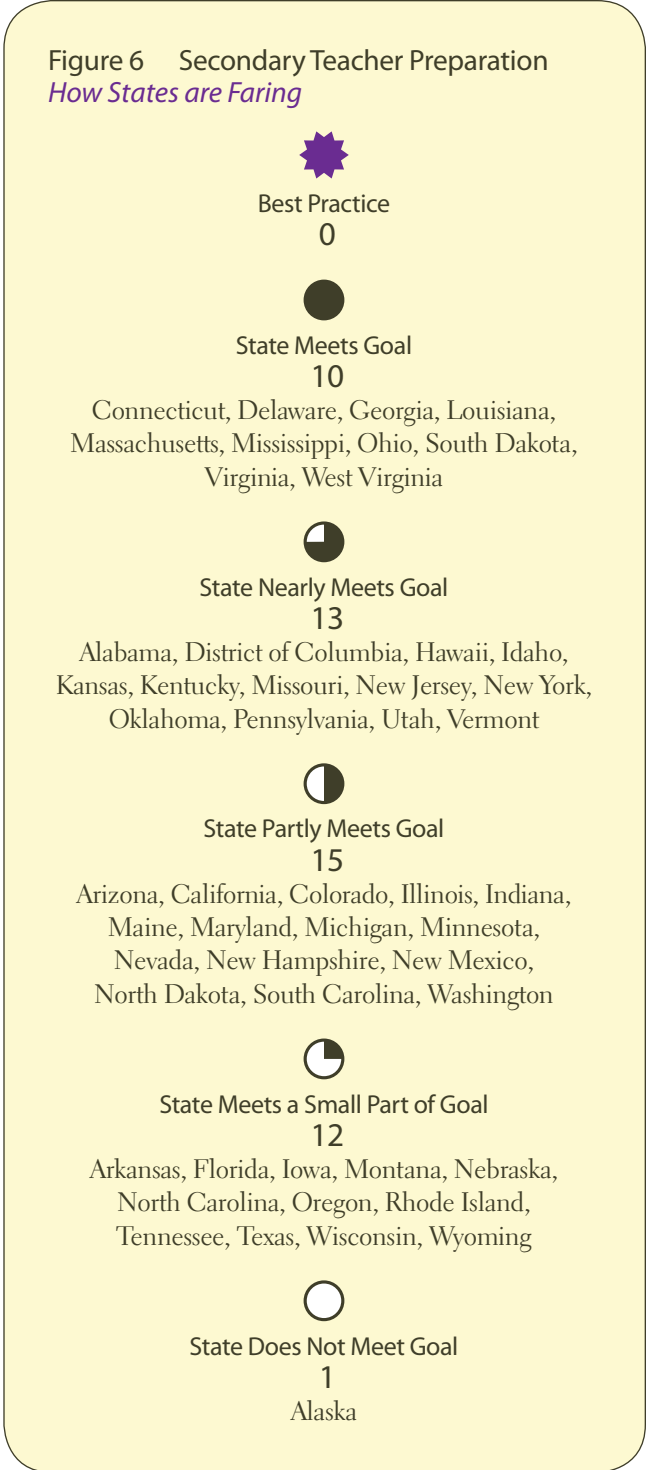 Figure 6 Secondary Teacher Preparation
How States are Faring
Best Practice
0
State Meets Goal
10
Connecticut, Delaware, Georgia, Louisiana,
Massachusetts, Mississippi, Ohio, South Dakota,
Virginia, West Virginia
State Nearly Meets Goal
13
Alabama, District of Columbia, Hawaii, Idaho,
Kansas, Kentucky, Missouri, New Jersey, New York,
Oklahoma, Pennsylvania, Utah, Vermont
State Partly Meets Goal
15
Arizona, California, Colorado, Illinois, Indiana,
Maine, Maryland, Michigan, Minnesota,
Nevada, New Hampshire, New Mexico,
North Dakota, South Carolina, Washington
State Meets a Small Part of Goal
12
Arkansas, Florida, Iowa, Montana, Nebraska,
North Carolina, Oregon, Rhode Island,
Tennessee, Texas, Wisconsin, Wyoming
State Does Not Meet Goal
1
Alaska